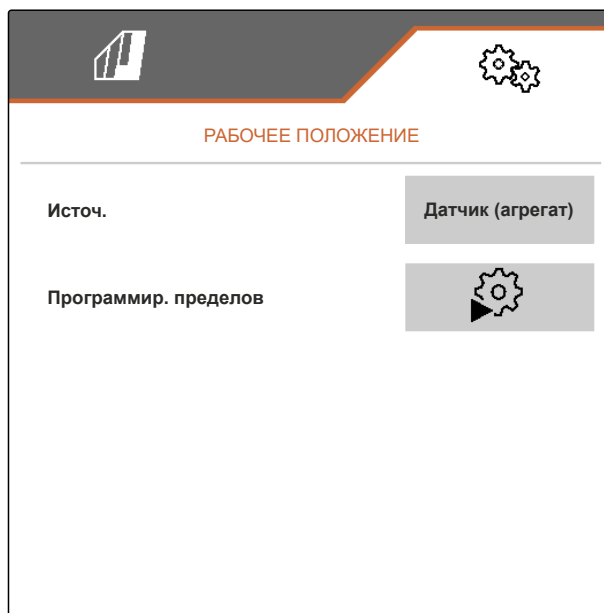 РАБОЧЕЕ ПОЛОЖЕНИЕ
Источ.
Датчик (агрегат)
Программир. пределов